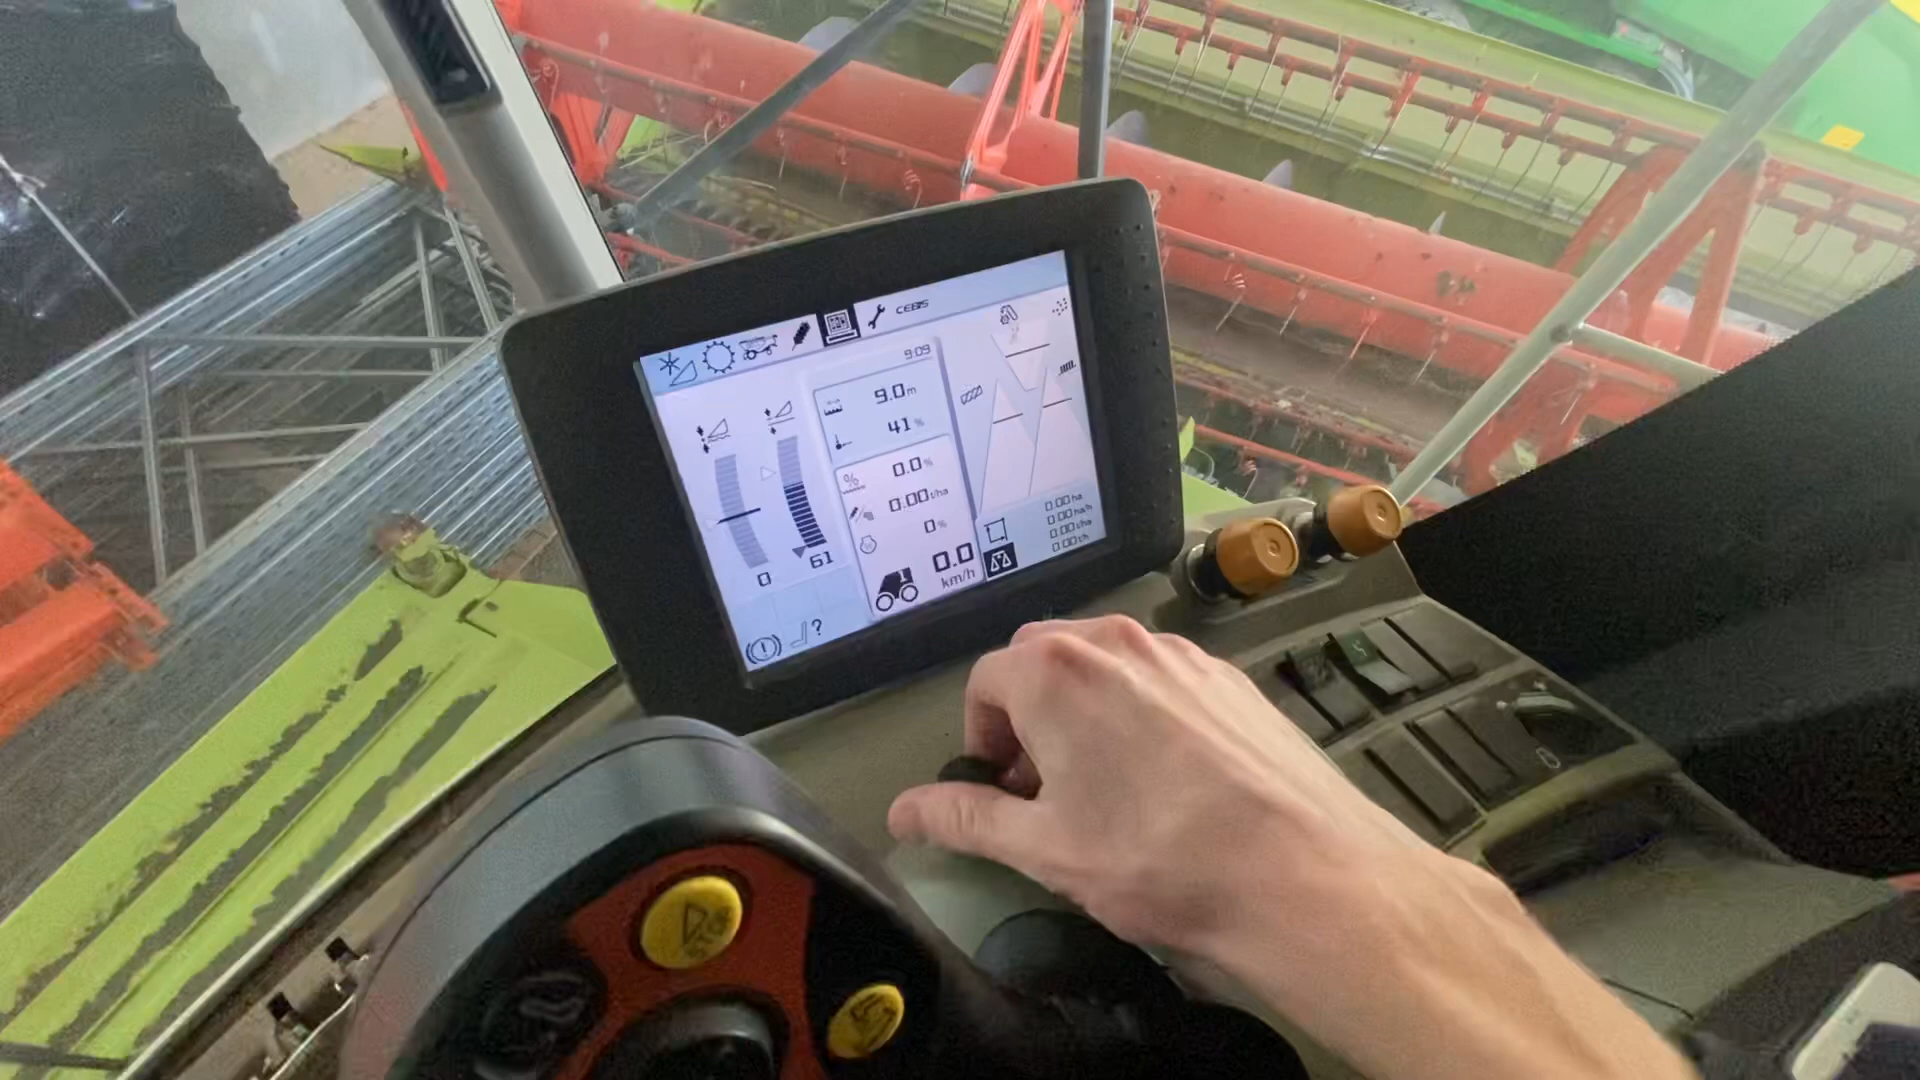 CEBIS
9:09
9.0 m
41 %
0.0 %
0.00 t/ha
0 %
0.0
km/h
1
0
61
?
0.00 ha
0.00 ha/h
0.00 t/ha
0.00 t/h